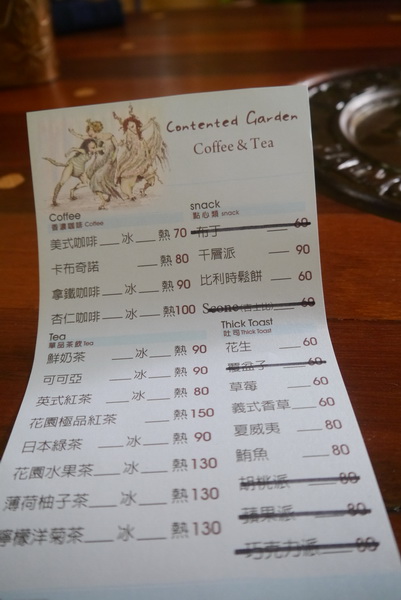 Contented Garden
Coffee & Tea
Coffee
香濃咖啡 Coffee
美式咖啡 冰 熱 70
卡布奇諾 熱 80
拿鐵咖啡 冰 熱 90
杏仁咖啡 冰 熱 100
Tea
單品茶飲 Tea
鮮奶茶 冰 熱 90
可可亞 冰 熱 90
英式紅茶 冰 熱 80
花園極品紅茶 熱 150
日本綠茶 冰 熱 90
花園水果茶 冰 熱 130
薄荷柚子茶 冰 熱 130
檸檬洋菊茶 冰 熱 130
snack
點心類 snack
布丁 60
千層派 90
比利時鬆餅 60
Scone 60
Thick Toast
吐司 Thick Toast
花生 60
覆盆子 60
草莓 60
義式香草 60
夏威夷 80
鮪魚 80
胡桃派 80
蘋果派 80
巧克力派 80